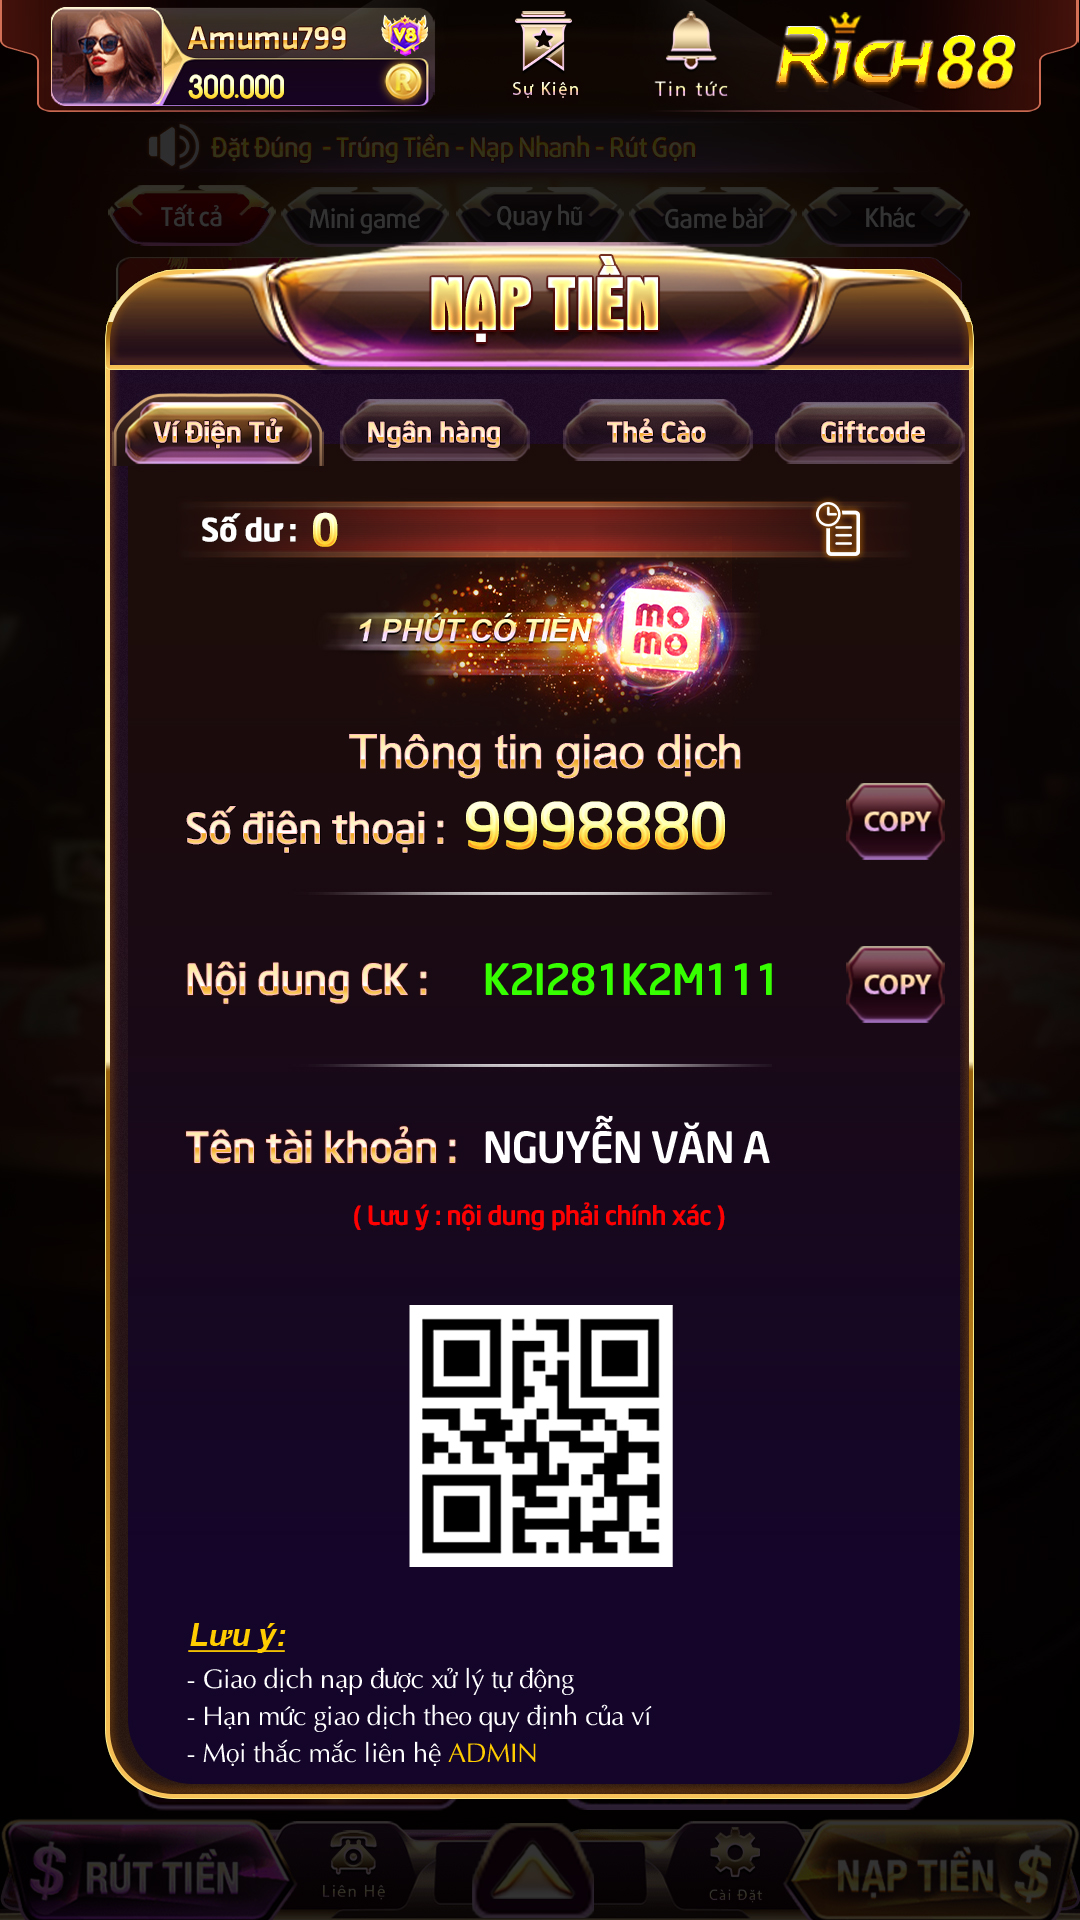 Amumu799
V8
300.000
R
Sự Kiện
Tin tức
RICH88
Đặt Đúng - Trúng Tiền - Nạp Nhanh - Rút Gọn
Tất cả
Mini game
Quay hũ
Game bài
Khác
NẠP TIỀN
Ví Điện Tử
Ngân hàng
Thẻ Cào
Giftcode
Số dư : 0
1 PHÚT CÓ TIỀN
mo
mo
Thông tin giao dịch
Số điện thoại : 9998880
COPY
Nội dung CK : K2I281K2M111
COPY
Tên tài khoản : NGUYỄN VĂN A
( Lưu ý : nội dung phải chính xác )
Lưu ý:
- Giao dịch nạp được xử lý tự động
- Hạn mức giao dịch theo quy định của ví
- Mọi thắc mắc liên hệ ADMIN
$ RÚT TIỀN
Liên Hệ
Cài Đặt
NẠP TIỀN $